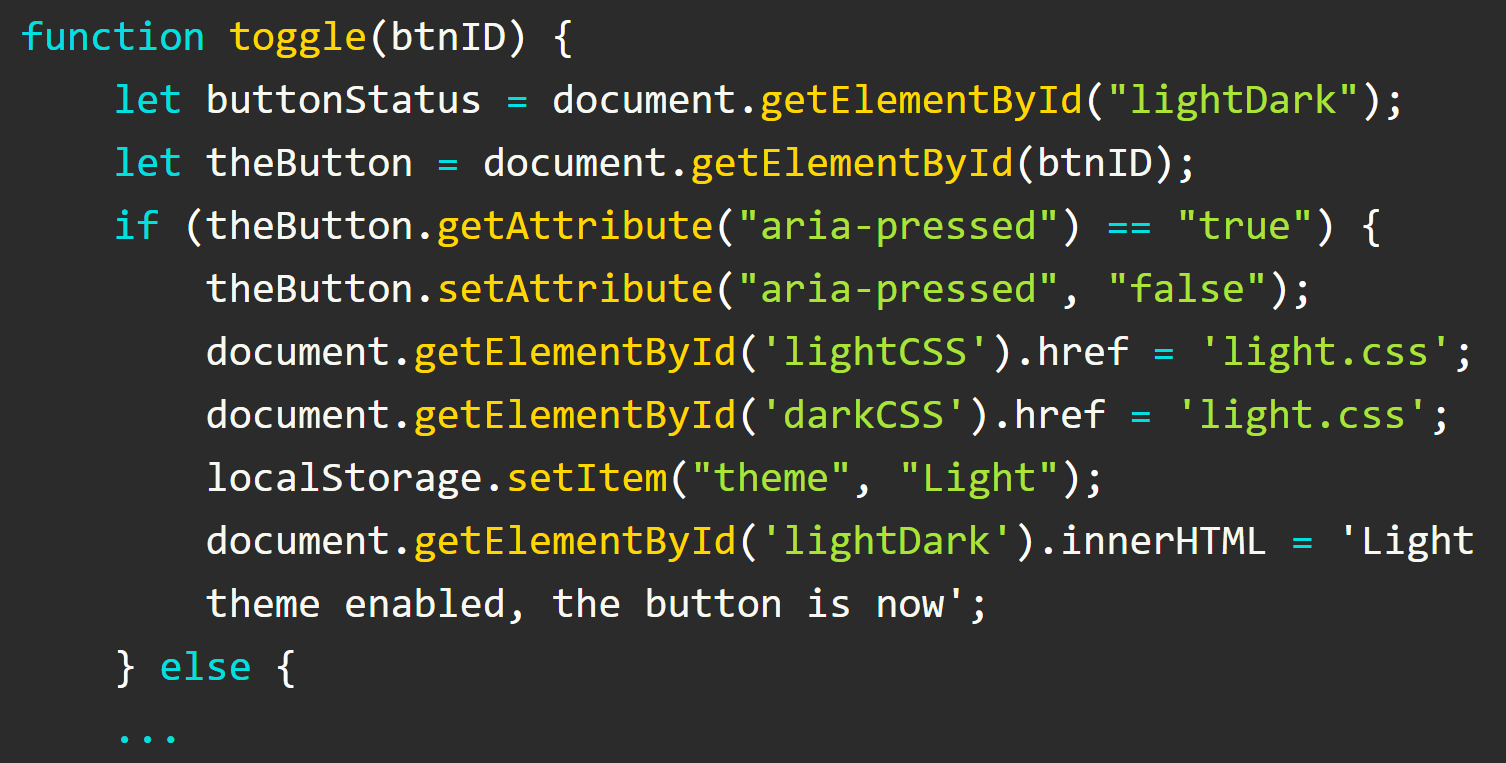 function toggle(btnID) {
    let buttonStatus = document.getElementById("lightDark");
    let theButton = document.getElementById(btnID);
    if (theButton.getAttribute("aria-pressed") == "true") {
        theButton.setAttribute("aria-pressed", "false");
        document.getElementById('lightCSS').href = 'light.css';
        document.getElementById('darkCSS').href = 'light.css';
        localStorage.setItem("theme", "Light");
        document.getElementById('lightDark').innerHTML = 'Light
        theme enabled, the button is now';
    } else {
    ...